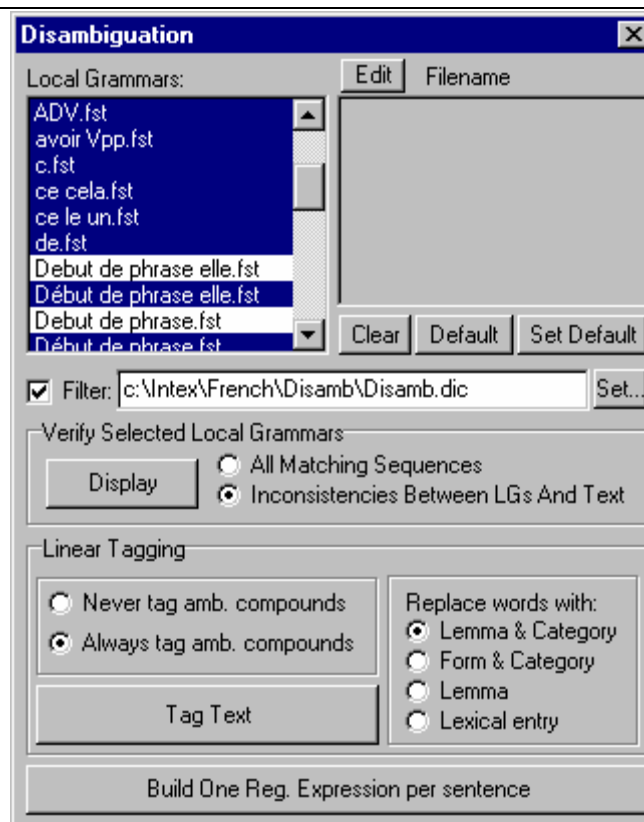 Disambiguation
Local Grammars:
Edit Filename
ADV.fst
avoir Vpp.fst
c.fst
ce cela.fst
ce le un.fst
de.fst
Debut de phrase elle.fst
Début de phrase elle.fst
Debut de phrase.fst
Début de phrase.fst
Clear Default Set Default
Filter: c:\Intex\French\Disamb\Disamb.dic Set...
Verify Selected Local Grammars
Display
All Matching Sequences
Inconsistencies Between LGs And Text
Linear Tagging
Never tag amb. compounds
Always tag amb. compounds
Tag Text
Replace words with:
Lemma & Category
Form & Category
Lemma
Lexical entry
Build One Reg. Expression per sentence